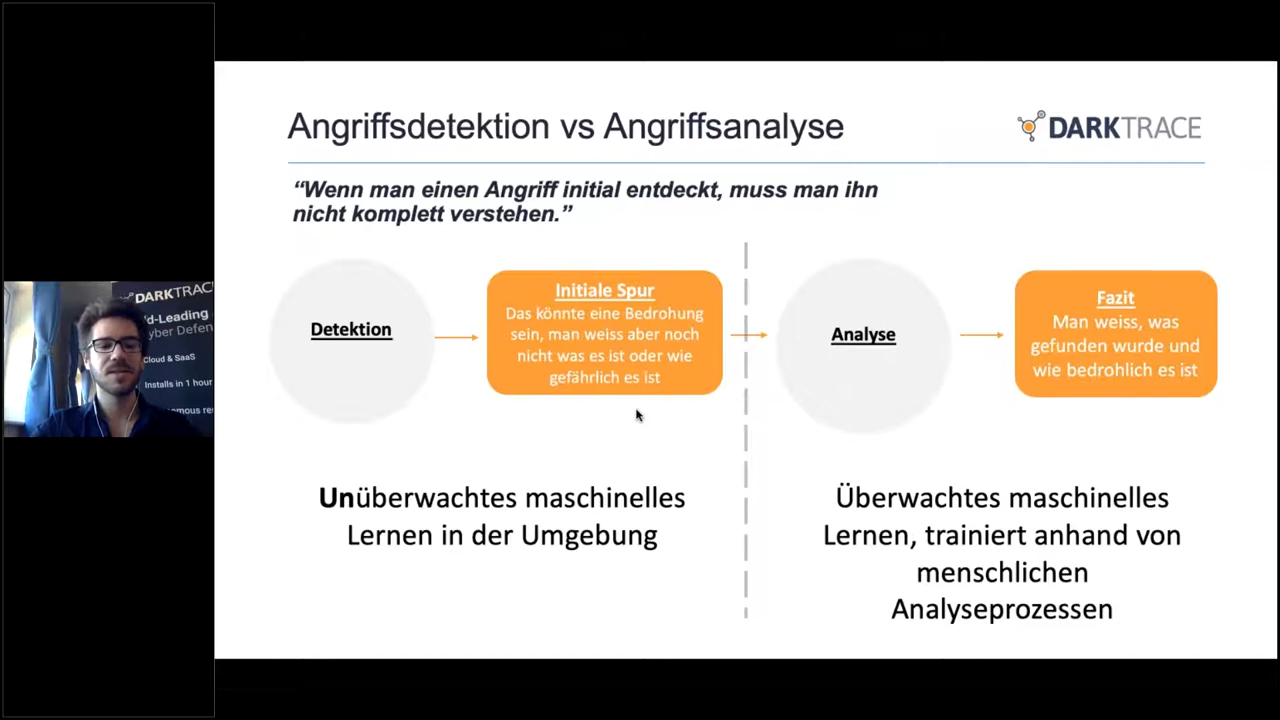 Angriffsdetektion vs Angriffsanalyse
DARKTRACE
“Wenn man einen Angriff initial entdeckt, muss man ihn
nicht komplett verstehen.”
Detektion
Initiale Spur
Das könnte eine Bedrohung
sein, man weiss aber noch
nicht was es ist oder wie
gefährlich es ist
Analyse
Fazit
Man weiss, was
gefunden wurde und
wie bedrohlich es ist
Unüberwachtes maschinelles
Lernen in der Umgebung
Überwachtes maschinelles
Lernen, trainiert anhand von
menschlichen
Analyseprozessen
DARKTRAC
d-Leading
yber Defen
Cloud & SaaS
Installs in 1 hour